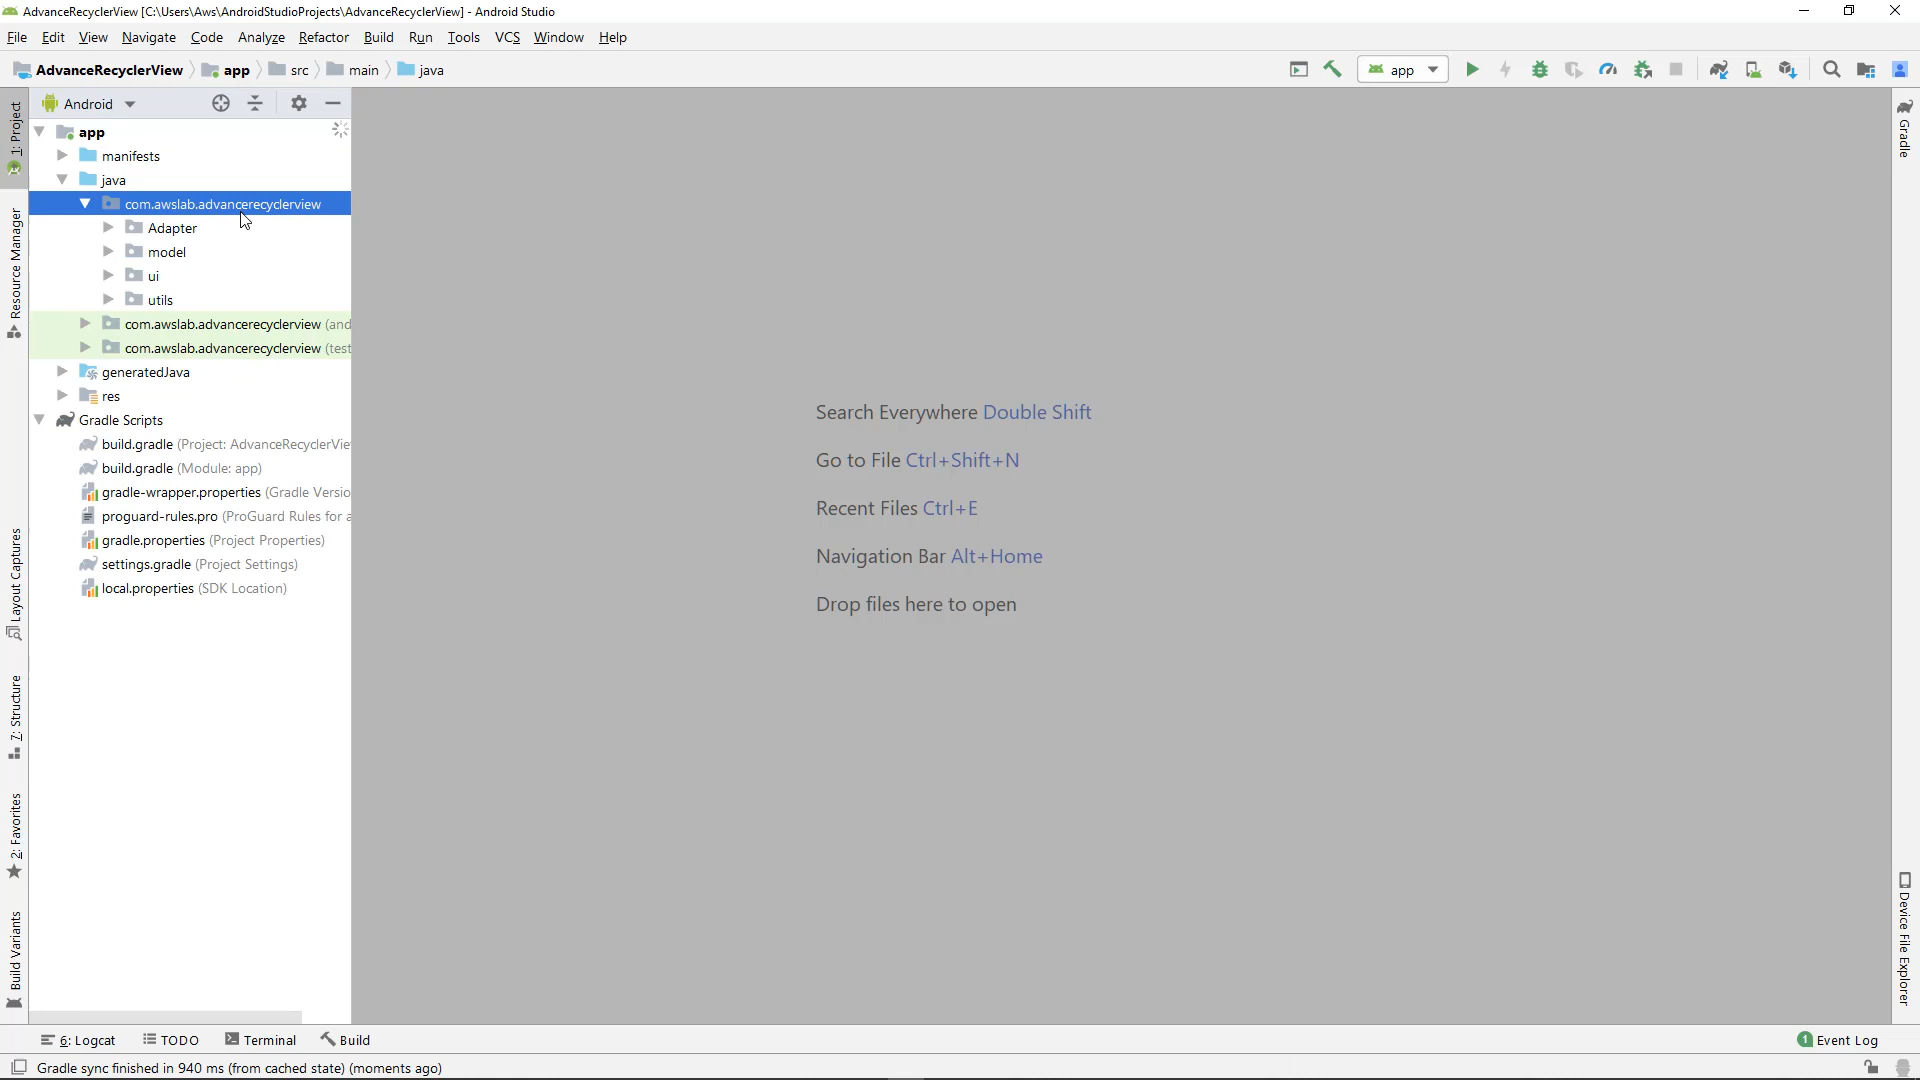 AdvanceRecyclerView [C:\Users\Aws\AndroidStudioProjects\AdvanceRecyclerView] - Android Studio
File Edit View Navigate Code Analyze Refactor Build Run Tools VCS Window Help
AdvanceRecyclerView app src main java
app
1: Project
Resource Manager
Layout Captures
7: Structure
2: Favorites
Build Variants
Android
app
manifests
java
com.awslab.advancerecyclerview
Adapter
model
ui
utils
com.awslab.advancerecyclerview (and
com.awslab.advancerecyclerview (test
generatedJava
res
Gradle Scripts
build.gradle (Project: AdvanceRecyclerVie
build.gradle (Module: app)
gradle-wrapper.properties (Gradle Versio
proguard-rules.pro (ProGuard Rules for a
gradle.properties (Project Properties)
settings.gradle (Project Settings)
local.properties (SDK Location)
Search Everywhere Double Shift
Go to File Ctrl+Shift+N
Recent Files Ctrl+E
Navigation Bar Alt+Home
Drop files here to open
Gradle
Device File Explorer
6: Logcat TODO Terminal Build
1 Event Log
Gradle sync finished in 940 ms (from cached state) (moments ago)